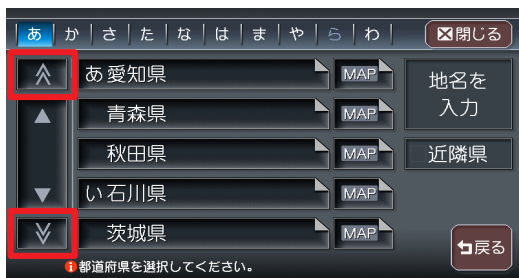 あ か さ た な は ま や ら わ 閉じる
あ 愛知県 MAP
青森県 MAP
秋田県 MAP
い 石川県 MAP
茨城県 MAP
地名を
入力
近隣県
戻る
都道府県を選択してください。